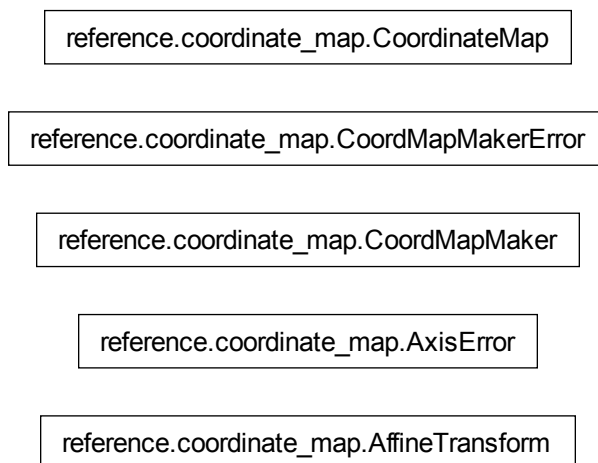 reference.coordinate_map.CoordinateMap
reference.coordinate_map.CoordMapMakerError
reference.coordinate_map.CoordMapMaker
reference.coordinate_map.AxisError
reference.coordinate_map.AffineTransform